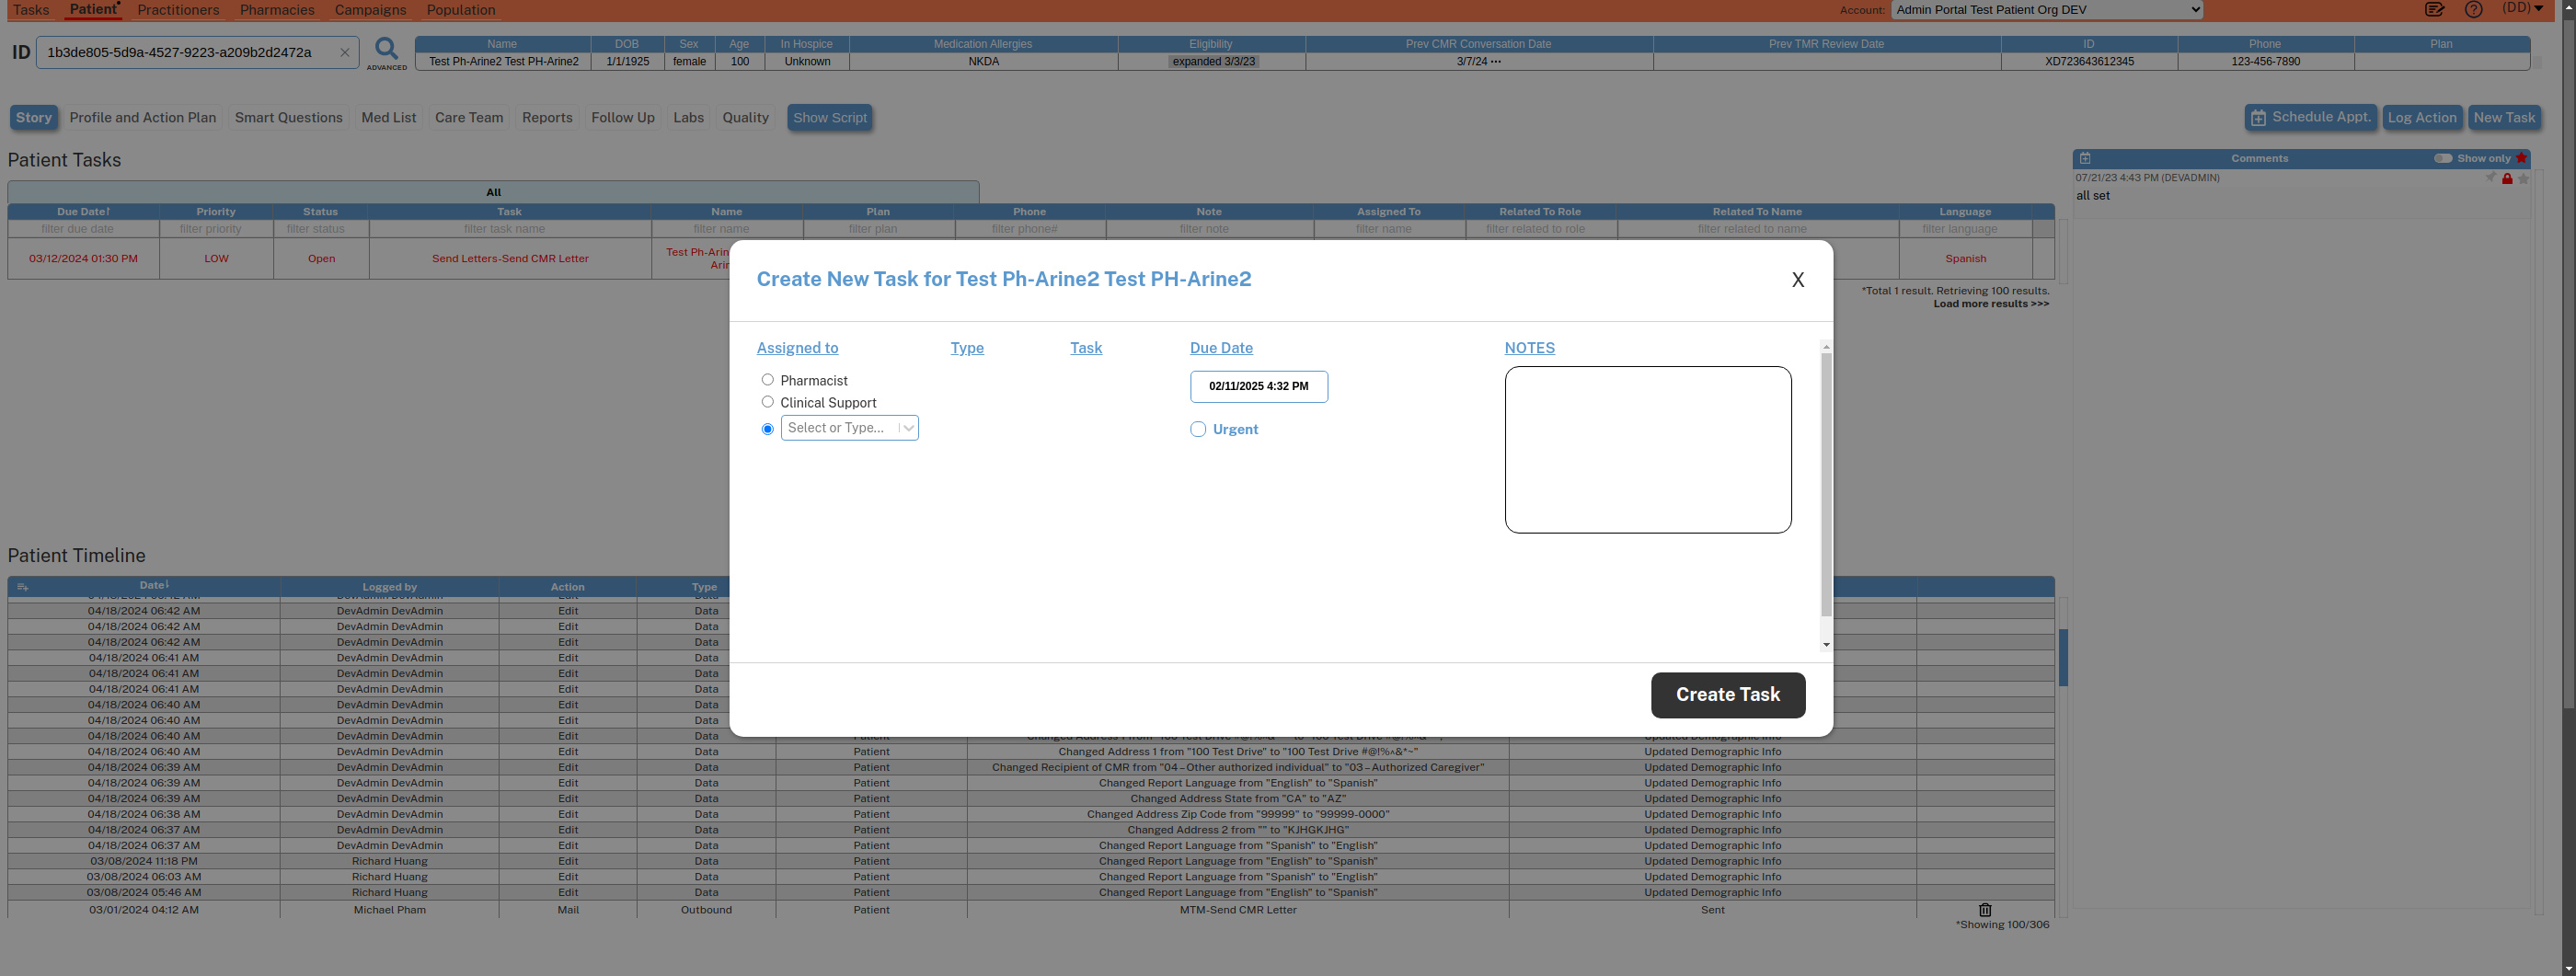 Tasks Patient Practitioners Pharmacies Campaigns Population Account: Admin Portal Test Patient Org DEV (DD)
ID 1b3de805-5d9a-4527-9223-a209b2d2472a ADVANCED
Name DOB Sex Age In Hospice Medication Allergies Eligibility Prev CMR Conversation Date Prev TMR Review Date ID Phone Plan
Test Ph-Arine2 Test PH-Arine2 1/1/1925 female 100 Unknown NKDA expanded 3/3/23 3/7/24 ••• XD723643612345 123-456-7890
Story Profile and Action Plan Smart Questions Med List Care Team Reports Follow Up Labs Quality Show Script Schedule Appt. Log Action New Task
Patient Tasks
Comments Show only
07/21/23 4:43 PM (DEVADMIN)
all set
All
Due Date Priority Status Task Name Plan Phone Note Assigned To Related To Role Related To Name Language
filter due date filter priority filter status filter task name filter name filter plan filter phone# filter note filter name filter related to role filter related to name filter language
03/12/2024 01:30 PM LOW Open Send Letters-Send CMR Letter Test Ph-Arin Spanish
Arin
*Total 1 result. Retrieving 100 results.
Load more results >>>
Create New Task for Test Ph-Arine2 Test PH-Arine2 X
Assigned to Type Task Due Date NOTES
Pharmacist
Clinical Support
Select or Type...
02/11/2025 4:32 PM
Urgent
Create Task
Patient Timeline
Date Logged by Action Type
04/18/2024 06:42 AM DevAdmin DevAdmin Edit Data
04/18/2024 06:42 AM DevAdmin DevAdmin Edit Data
04/18/2024 06:42 AM DevAdmin DevAdmin Edit Data
04/18/2024 06:41 AM DevAdmin DevAdmin Edit Data
04/18/2024 06:41 AM DevAdmin DevAdmin Edit Data
04/18/2024 06:41 AM DevAdmin DevAdmin Edit Data
04/18/2024 06:40 AM DevAdmin DevAdmin Edit Data
04/18/2024 06:40 AM DevAdmin DevAdmin Edit Data
04/18/2024 06:40 AM DevAdmin DevAdmin Edit Data Patient Updated Demographic Info
04/18/2024 06:40 AM DevAdmin DevAdmin Edit Data Patient Changed Address 1 from "100 Test Drive" to "100 Test Drive #@!%^&*~" Updated Demographic Info
04/18/2024 06:39 AM DevAdmin DevAdmin Edit Data Patient Changed Recipient of CMR from "04–Other authorized individual" to "03–Authorized Caregiver" Updated Demographic Info
04/18/2024 06:39 AM DevAdmin DevAdmin Edit Data Patient Changed Report Language from "English" to "Spanish" Updated Demographic Info
04/18/2024 06:39 AM DevAdmin DevAdmin Edit Data Patient Changed Address State from "CA" to "AZ" Updated Demographic Info
04/18/2024 06:38 AM DevAdmin DevAdmin Edit Data Patient Changed Address Zip Code from "99999" to "99999-0000" Updated Demographic Info
04/18/2024 06:37 AM DevAdmin DevAdmin Edit Data Patient Changed Address 2 from "" to "KJHGKJHG" Updated Demographic Info
04/18/2024 06:37 AM DevAdmin DevAdmin Edit Data Patient Changed Report Language from "Spanish" to "English" Updated Demographic Info
03/08/2024 11:18 PM Richard Huang Edit Data Patient Changed Report Language from "English" to "Spanish" Updated Demographic Info
03/08/2024 06:03 AM Richard Huang Edit Data Patient Changed Report Language from "Spanish" to "English" Updated Demographic Info
03/08/2024 05:46 AM Richard Huang Edit Data Patient Changed Report Language from "English" to "Spanish" Updated Demographic Info
03/01/2024 04:12 AM Michael Pham Mail Outbound Patient MTM-Send CMR Letter Sent
*Showing 100/306